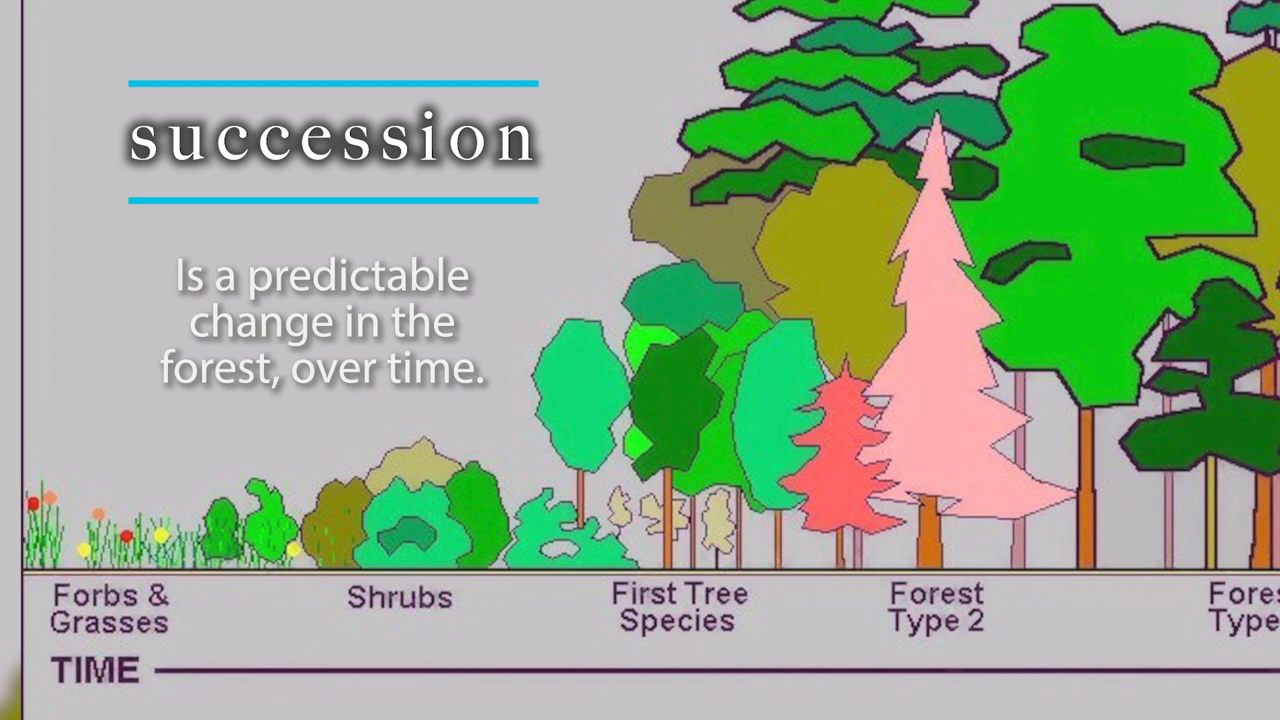 succession
Is a predictable
change in the
forest, over time.
Forbs &
Grasses
Shrubs
First Tree
Species
Forest
Type 2
Type
TIME